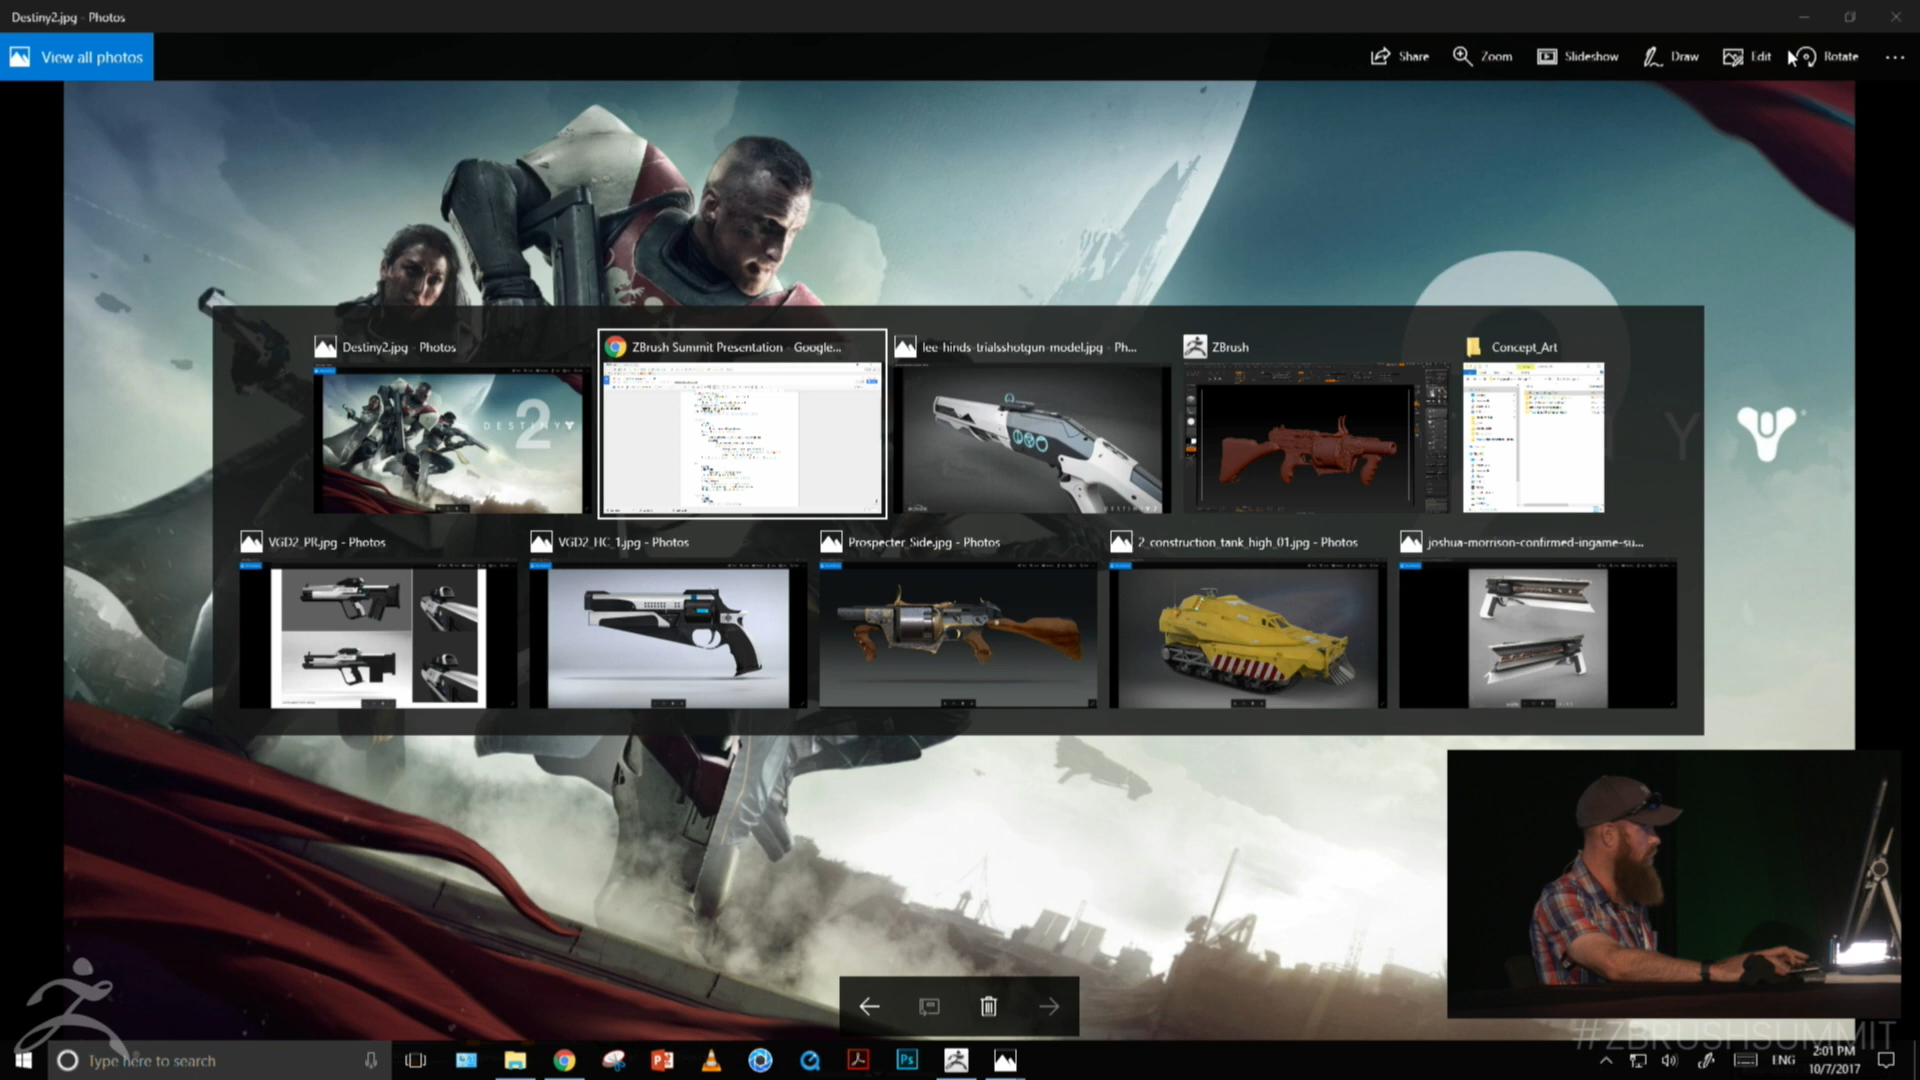 Destiny2.jpg - Photos
View all photos
Share
Zoom
Slideshow
Draw
Edit
Rotate
Destiny2.jpg - Photos
ZBrush Summit Presentation - Google...
lee-hinds-trialsshotgun-model.jpg - Ph...
ZBrush
Concept_Art
DESTINY 2
VGD2_PR.jpg - Photos
VGD2_HC_1.jpg - Photos
Prospecter_Side.jpg - Photos
2_construction_tank_high_01.jpg - Photos
joshua-morrison-confirmed-ingame-su...
Y
#ZBRUSHSUMMIT
Type here to search
Ps
ENG
2:01 PM
10/7/2017